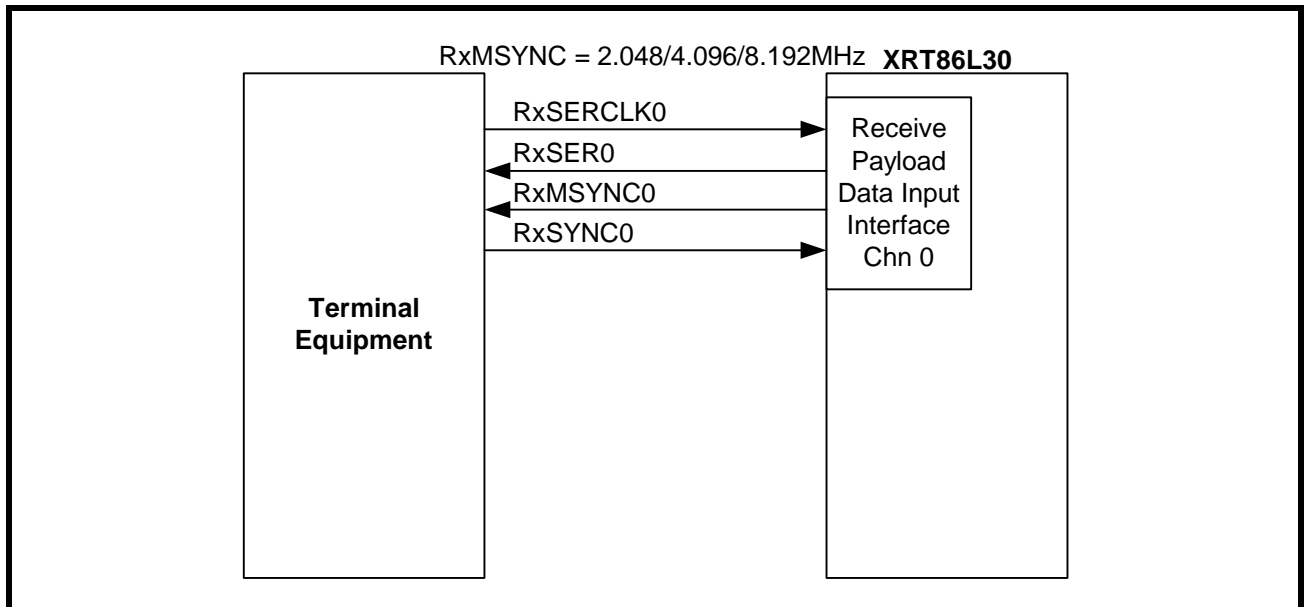 RxMSYNC = 2.048/4.096/8.192MHz XRT86L30
RxSERCLK0
RxSER0
RxMSYNC0
RxSYNC0
Receive
Payload
Data Input
Interface
Chn 0
Terminal
Equipment